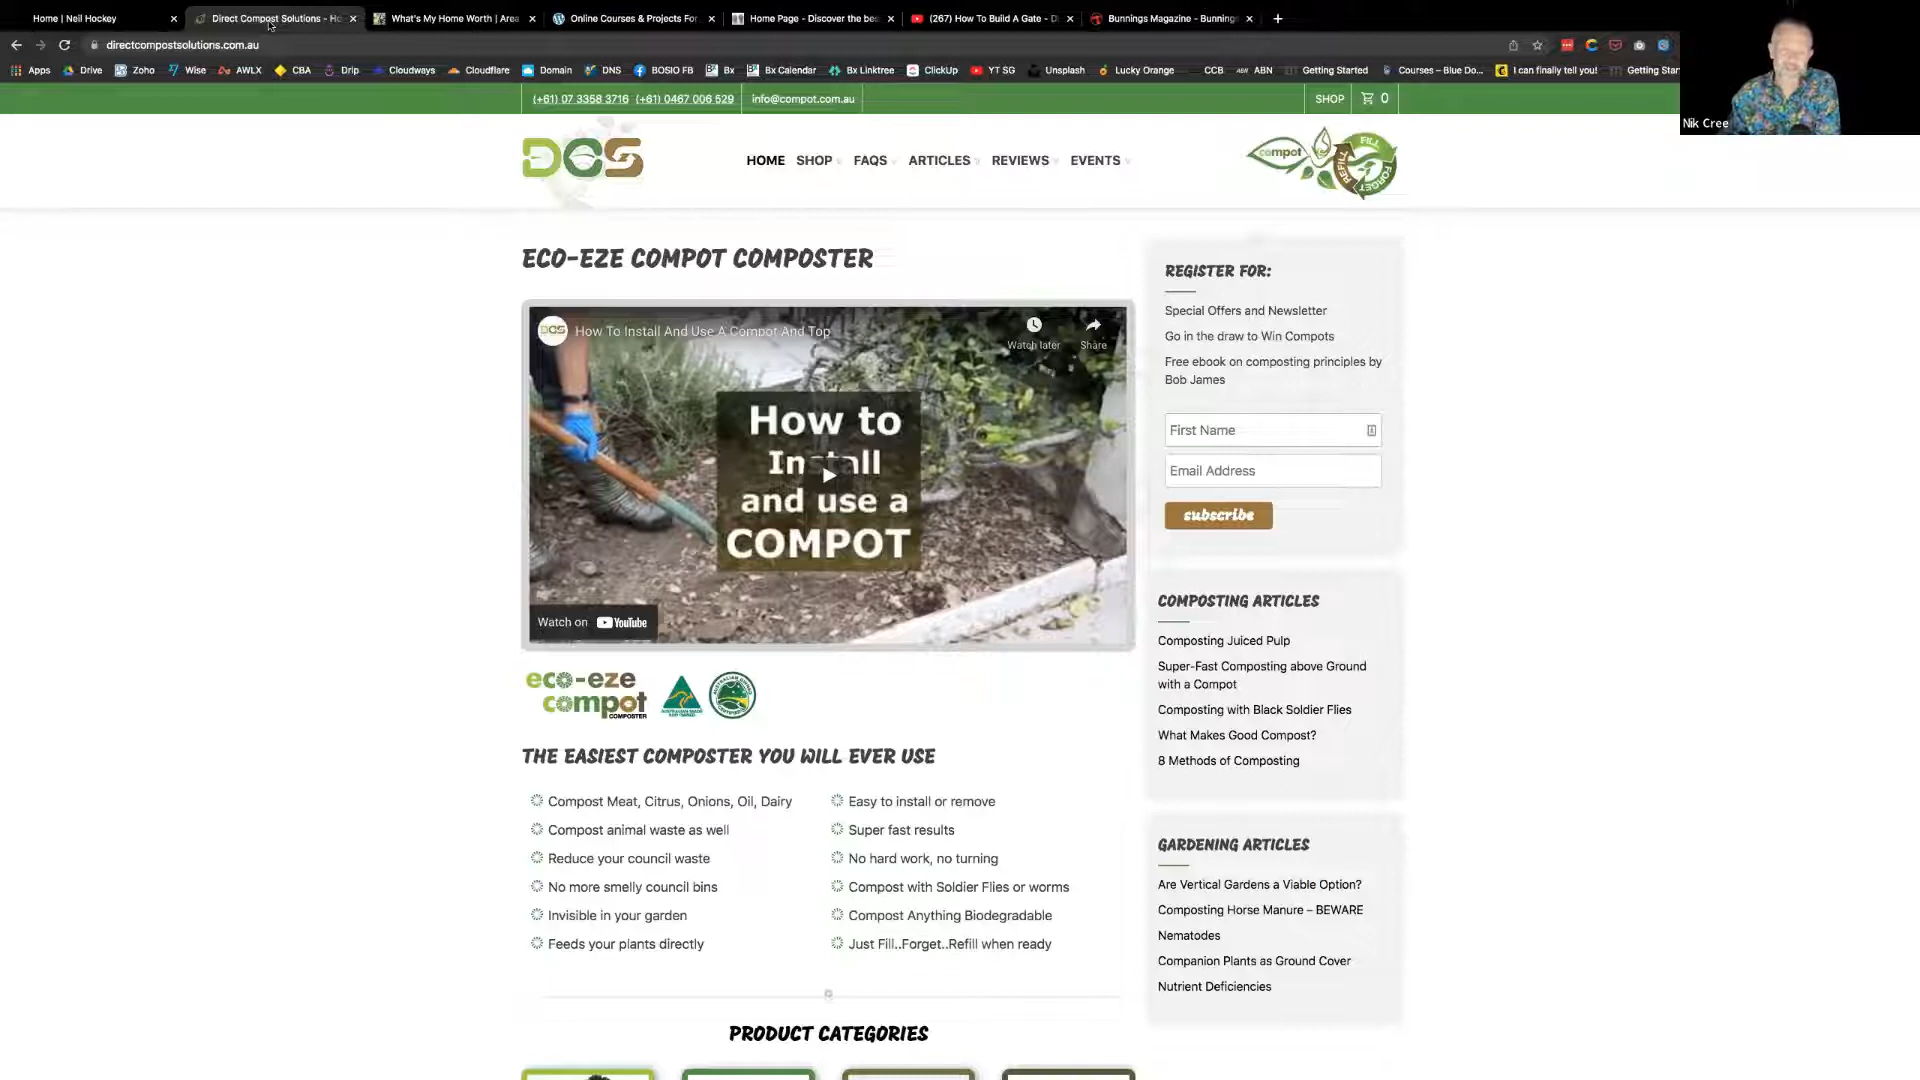 Home | Neil Hockey
Direct Compost Solutions - Ho
What's My Home Worth | Area
Online Courses & Projects For
Home Page - Discover the bes
(267) How To Build A Gate - D
Bunnings Magazine - Bunning
directcompostsolutions.com.au
Apps Drive Zoho Wise AWLX CBA Drip Cloudways Cloudflare Domain DNS BOSIO FB Bx Bx Calendar Bx Linktree ClickUp YT SG Unsplash Lucky Orange CCB ABN Getting Started Courses – Blue Do... I can finally tell you! Getting Star
Nik Cree
(+61) 07 3358 3716 (+61) 0467 006 529 info@compot.com.au SHOP 0
DCS
HOME SHOP FAQS ARTICLES REVIEWS EVENTS
compot
FILL FORGET REFILL
ECO-EZE COMPOT COMPOSTER
DCS How To Install And Use A Compot And Top
Watch later Share
How to
Install
and use a
COMPOT
Watch on YouTube
eco-eze
compot
COMPOSTER
AUSTRALIAN MADE
AND OWNED
THE EASIEST COMPOSTER YOU WILL EVER USE
Compost Meat, Citrus, Onions, Oil, Dairy
Compost animal waste as well
Reduce your council waste
No more smelly council bins
Invisible in your garden
Feeds your plants directly
Easy to install or remove
Super fast results
No hard work, no turning
Compost with Soldier Flies or worms
Compost Anything Biodegradable
Just Fill..Forget..Refill when ready
PRODUCT CATEGORIES
REGISTER FOR:
Special Offers and Newsletter
Go in the draw to Win Compots
Free ebook on composting principles by
Bob James
First Name
Email Address
subscribe
COMPOSTING ARTICLES
Composting Juiced Pulp
Super-Fast Composting above Ground
with a Compot
Composting with Black Soldier Flies
What Makes Good Compost?
8 Methods of Composting
GARDENING ARTICLES
Are Vertical Gardens a Viable Option?
Composting Horse Manure – BEWARE
Nematodes
Companion Plants as Ground Cover
Nutrient Deficiencies